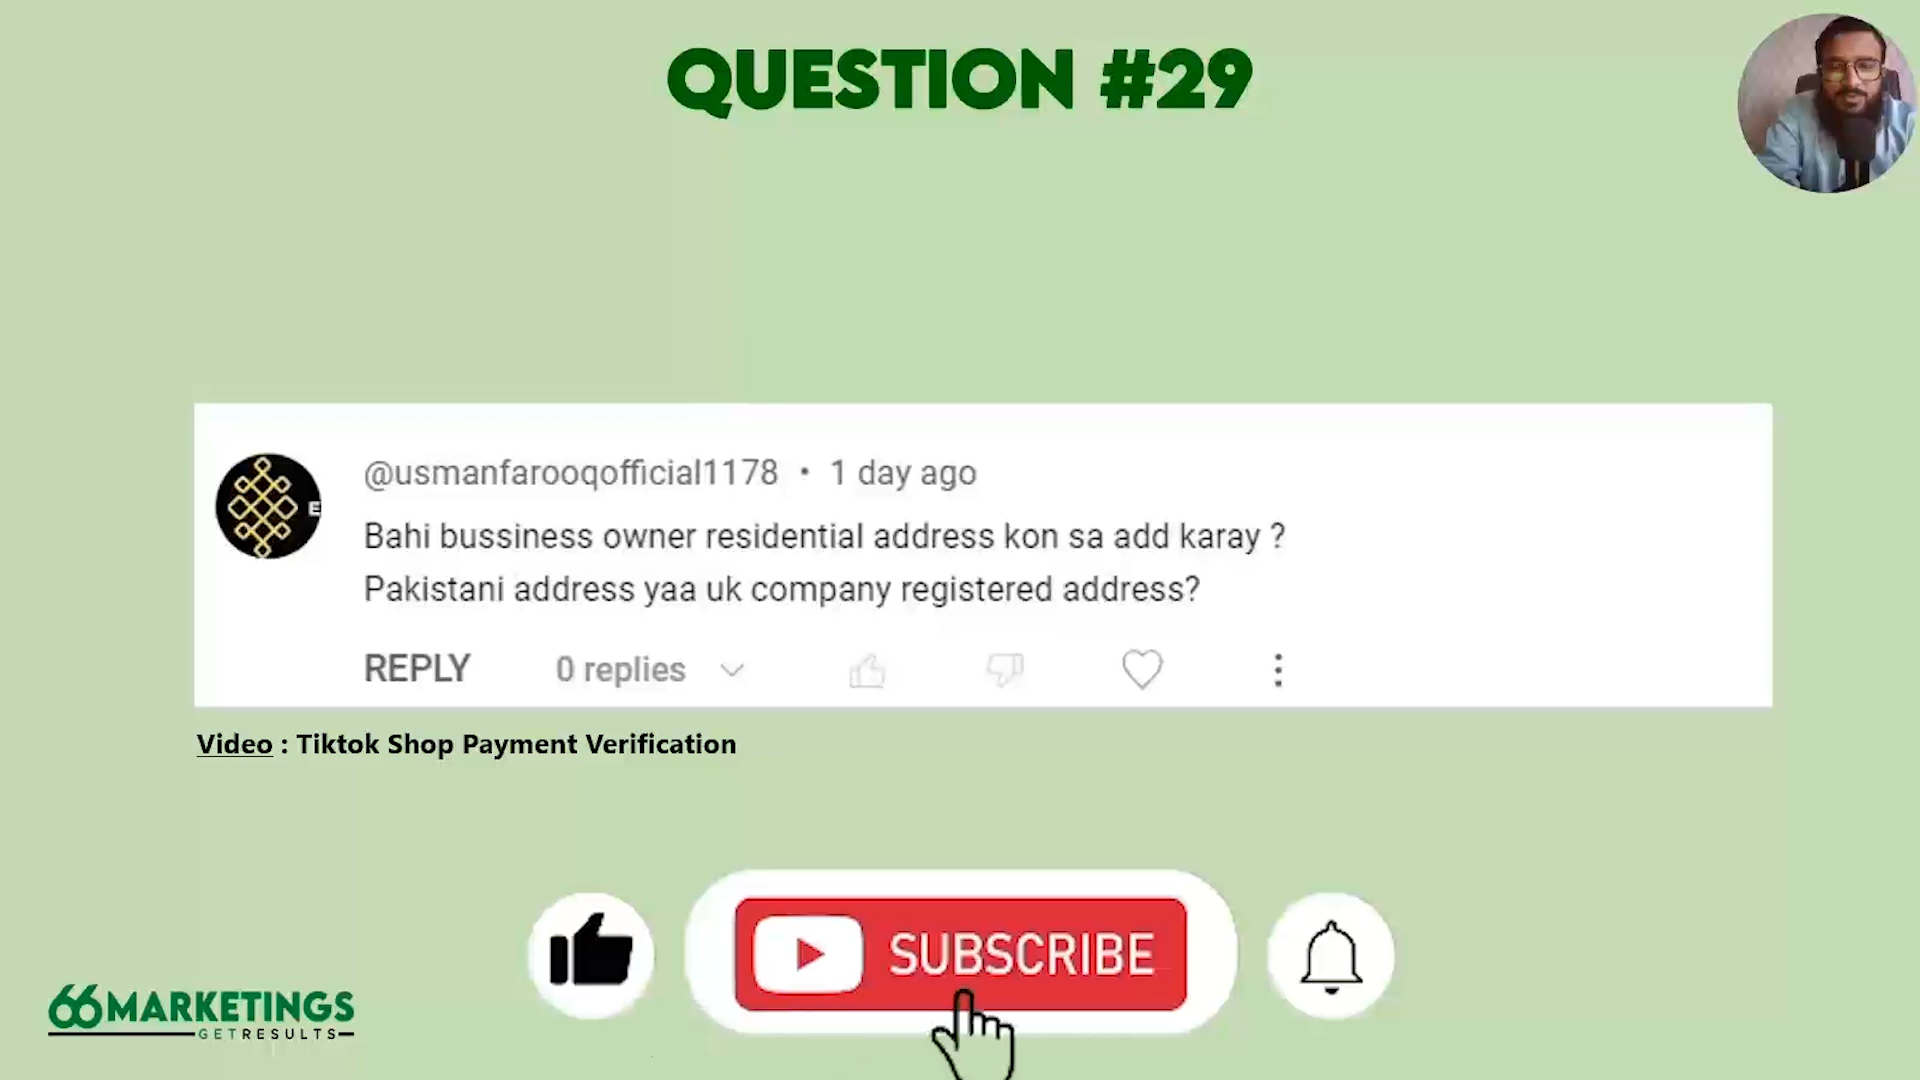 QUESTION #29
@usmanfarooqofficial1178 • 1 day ago
Bahi bussiness owner residential address kon sa add karay ?
Pakistani address yaa uk company registered address?
REPLY 0 replies
Video : Tiktok Shop Payment Verification
SUBSCRIBE
66MARKETINGS
GETRESULTS
E